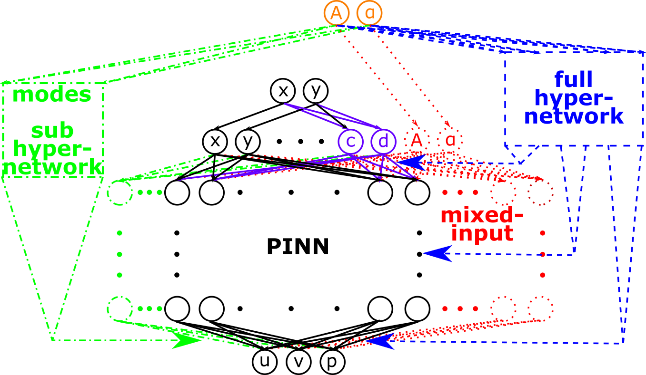 A α
x y
modes
sub
hyper-
network
full
hyper-
network
x y c d A α
mixed-
input
PINN
u v p